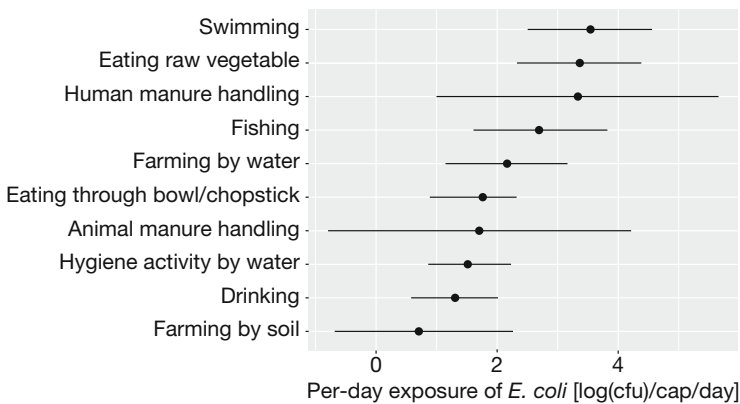 Swimming
Eating raw vegetable
Human manure handling
Fishing
Farming by water
Eating through bowl/chopstick
Animal manure handling
Hygiene activity by water
Drinking
Farming by soil
0 2 4
Per-day exposure of E. coli [log(cfu)/cap/day]